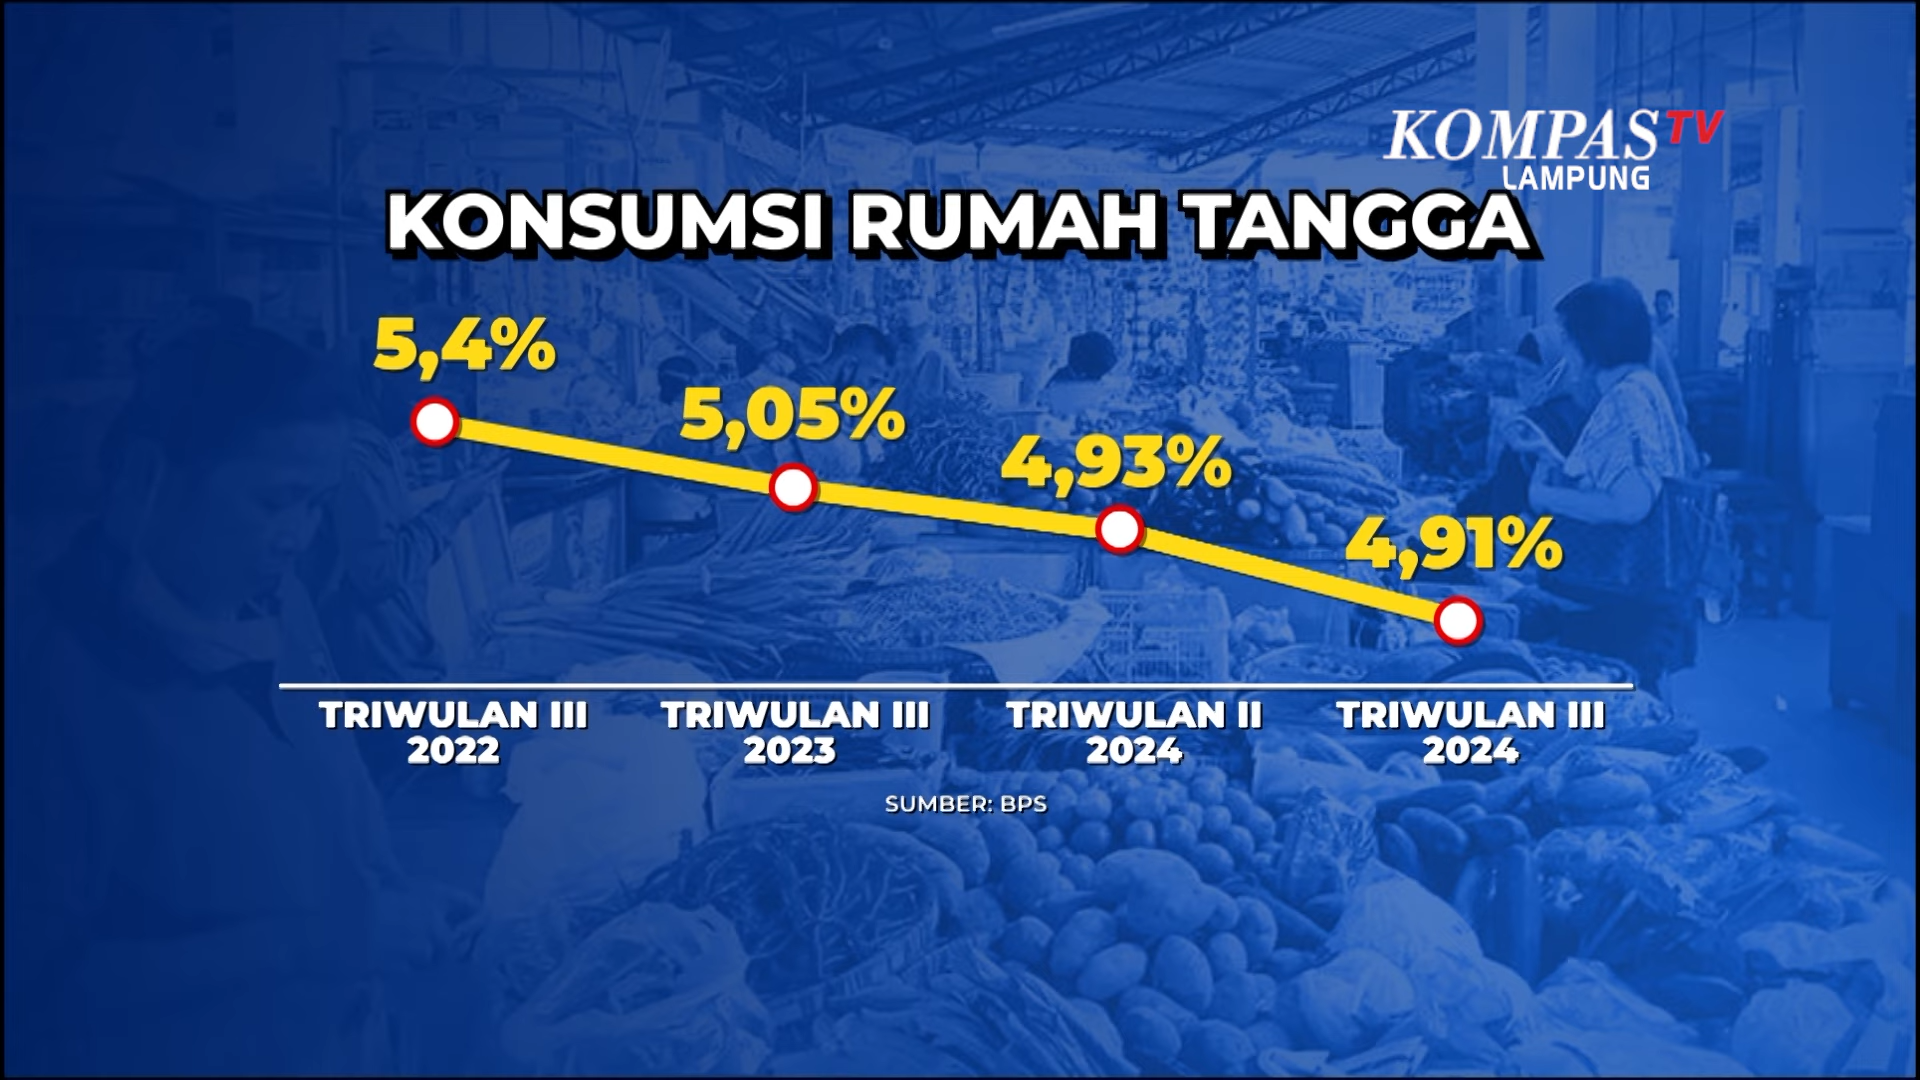 KOMPAS TV
LAMPUNG
KONSUMSI RUMAH TANGGA
5,4%
5,05%
4,93%
4,91%
TRIWULAN III
2022
TRIWULAN III
2023
TRIWULAN II
2024
TRIWULAN III
2024
SUMBER: BPS